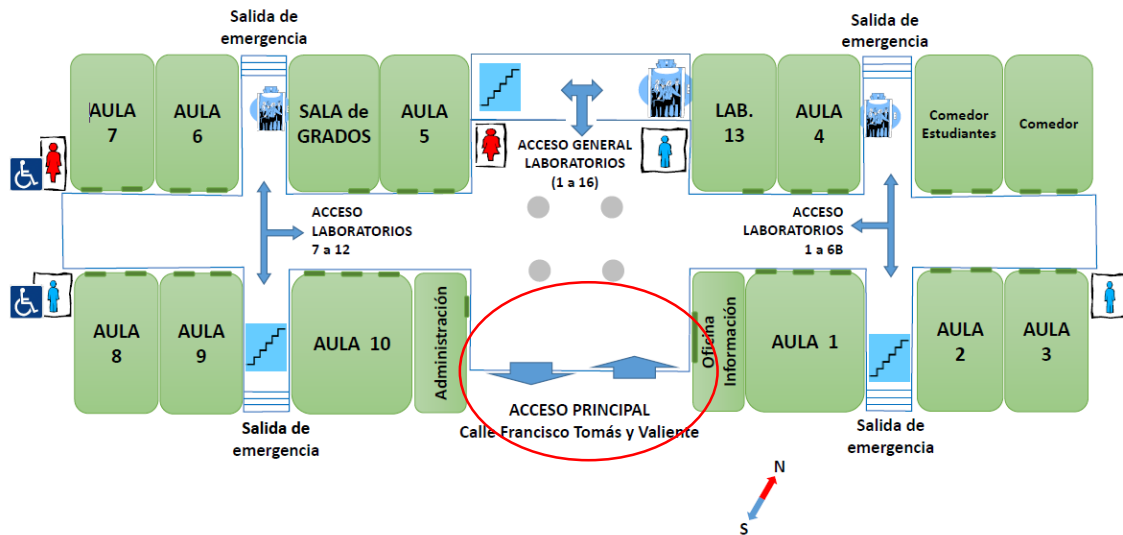 Salida de
emergencia
Salida de
emergencia
AULA
7
AULA
6
SALA de
GRADOS
AULA
5
LAB.
13
AULA
4
Comedor
Estudiantes
Comedor
ACCESO GENERAL
LABORATORIOS
(1 a 16)
ACCESO
LABORATORIOS
7 a 12
ACCESO
LABORATORIOS
1 a 6B
AULA
8
AULA
9
AULA 10
Administración
Oficina
Información
AULA 1
AULA
2
AULA
3
ACCESO PRINCIPAL
Calle Francisco Tomás y Valiente
Salida de
emergencia
Salida de
emergencia
N
S